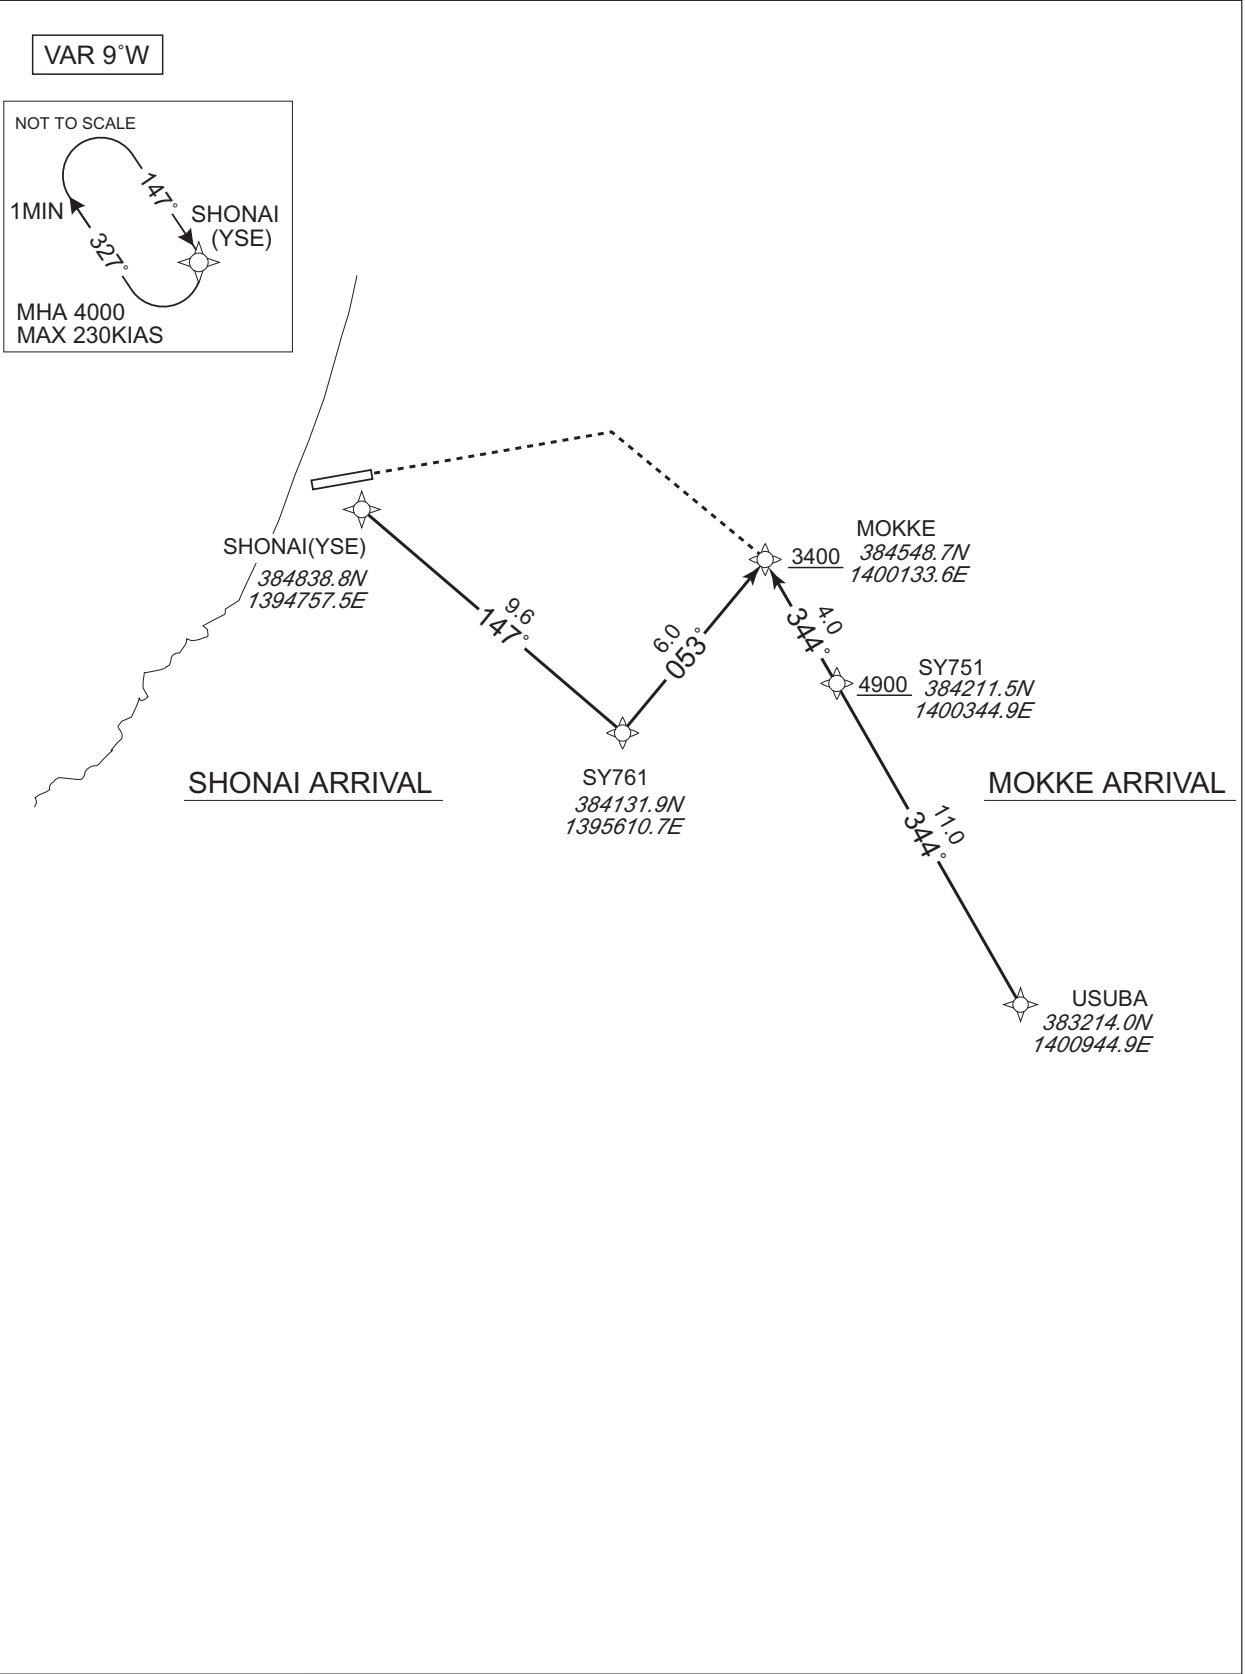 VAR 9°W
NOT TO SCALE
147°
1MIN
SHONAI
(YSE)
327°
MHA 4000
MAX 230KIAS
MOKKE
3400 384548.7N
1400133.6E
SHONAI(YSE)
384838.8N
1394757.5E
9.6
147°
6.0
053°
4.0
344°
SY751
4900 384211.5N
1400344.9E
SY761
384131.9N
1395610.7E
SHONAI ARRIVAL
MOKKE ARRIVAL
11.0
344°
USUBA
383214.0N
1400944.9E